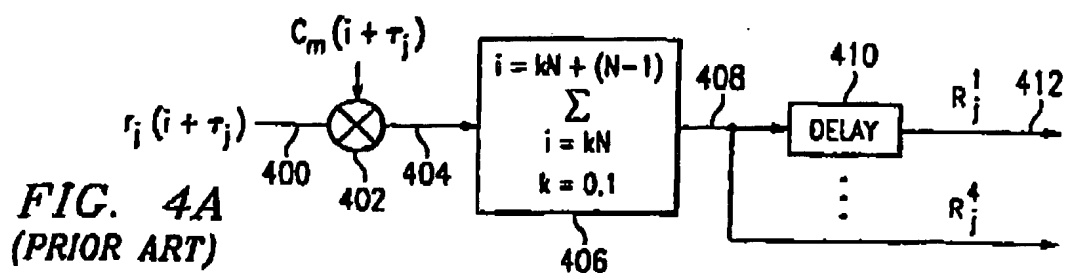 C_m(i + τ_j)
r_j(i + τ_j)
400
402
404
i = kN + (N-1)
Σ
i = kN
k = 0.1
406
408
410
DELAY
R_j^1
412
R_j^4
FIG. 4A
(PRIOR ART)